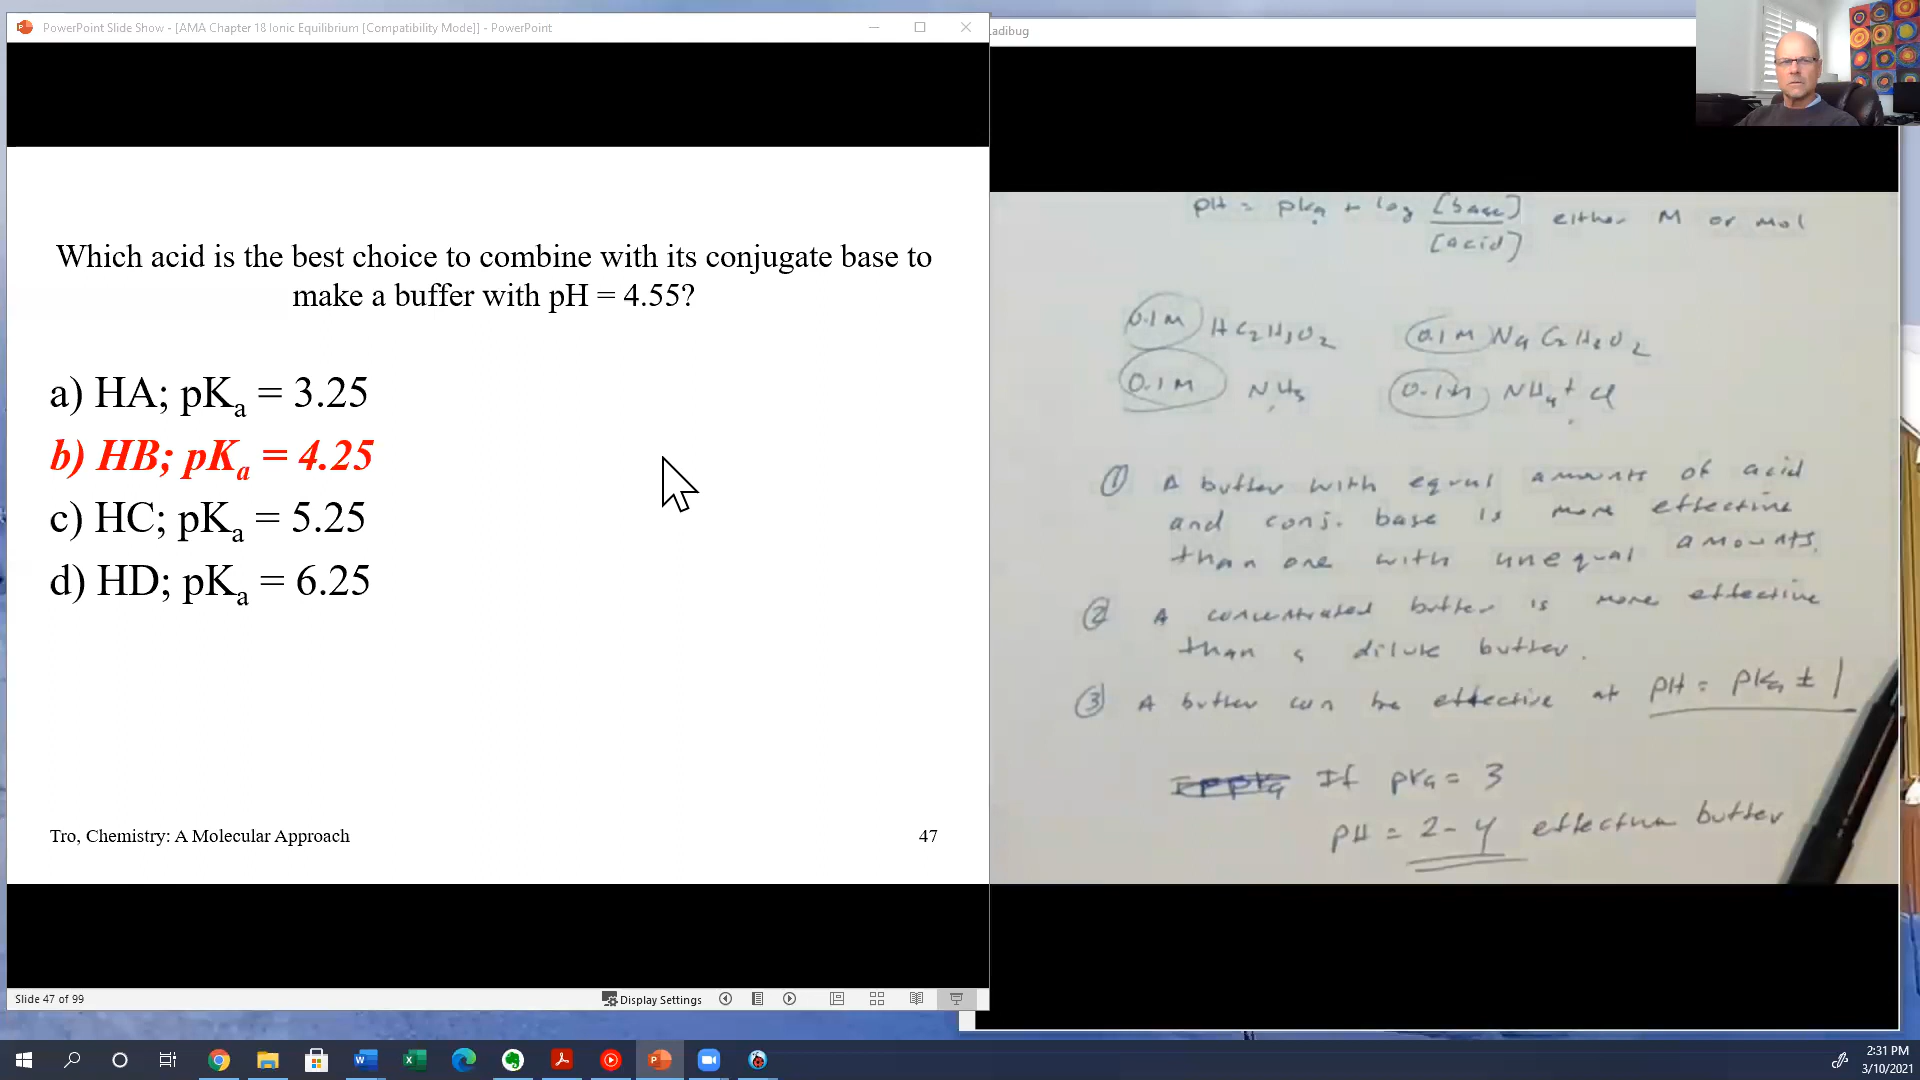 PowerPoint Slide Show - [AMA Chapter 18 Ionic Equilibrium [Compatibility Mode]] - PowerPoint
Which acid is the best choice to combine with its conjugate base to
make a buffer with pH = 4.55?
a) HA; pKa = 3.25
b) HB; pKa = 4.25
c) HC; pKa = 5.25
d) HD; pKa = 6.25
Tro, Chemistry: A Molecular Approach
47
Slide 47 of 99
Display Settings
Ladibug
pH = pKa + log [base]/[acid] either M or mol
0.1M HC2H3O2 0.1M NaC2H3O2
0.1M NH3 0.1M NH4+ Cl
① A buffer with equal amounts of acid
and conj. base is more effective
than one with unequal amounts.
② A concentrated buffer is more effective
than a dilute buffer.
③ A buffer can be effective at pH = pKa ± 1
If pKa = 3
pH = 2-4 effective buffer
2:31 PM
3/10/2021